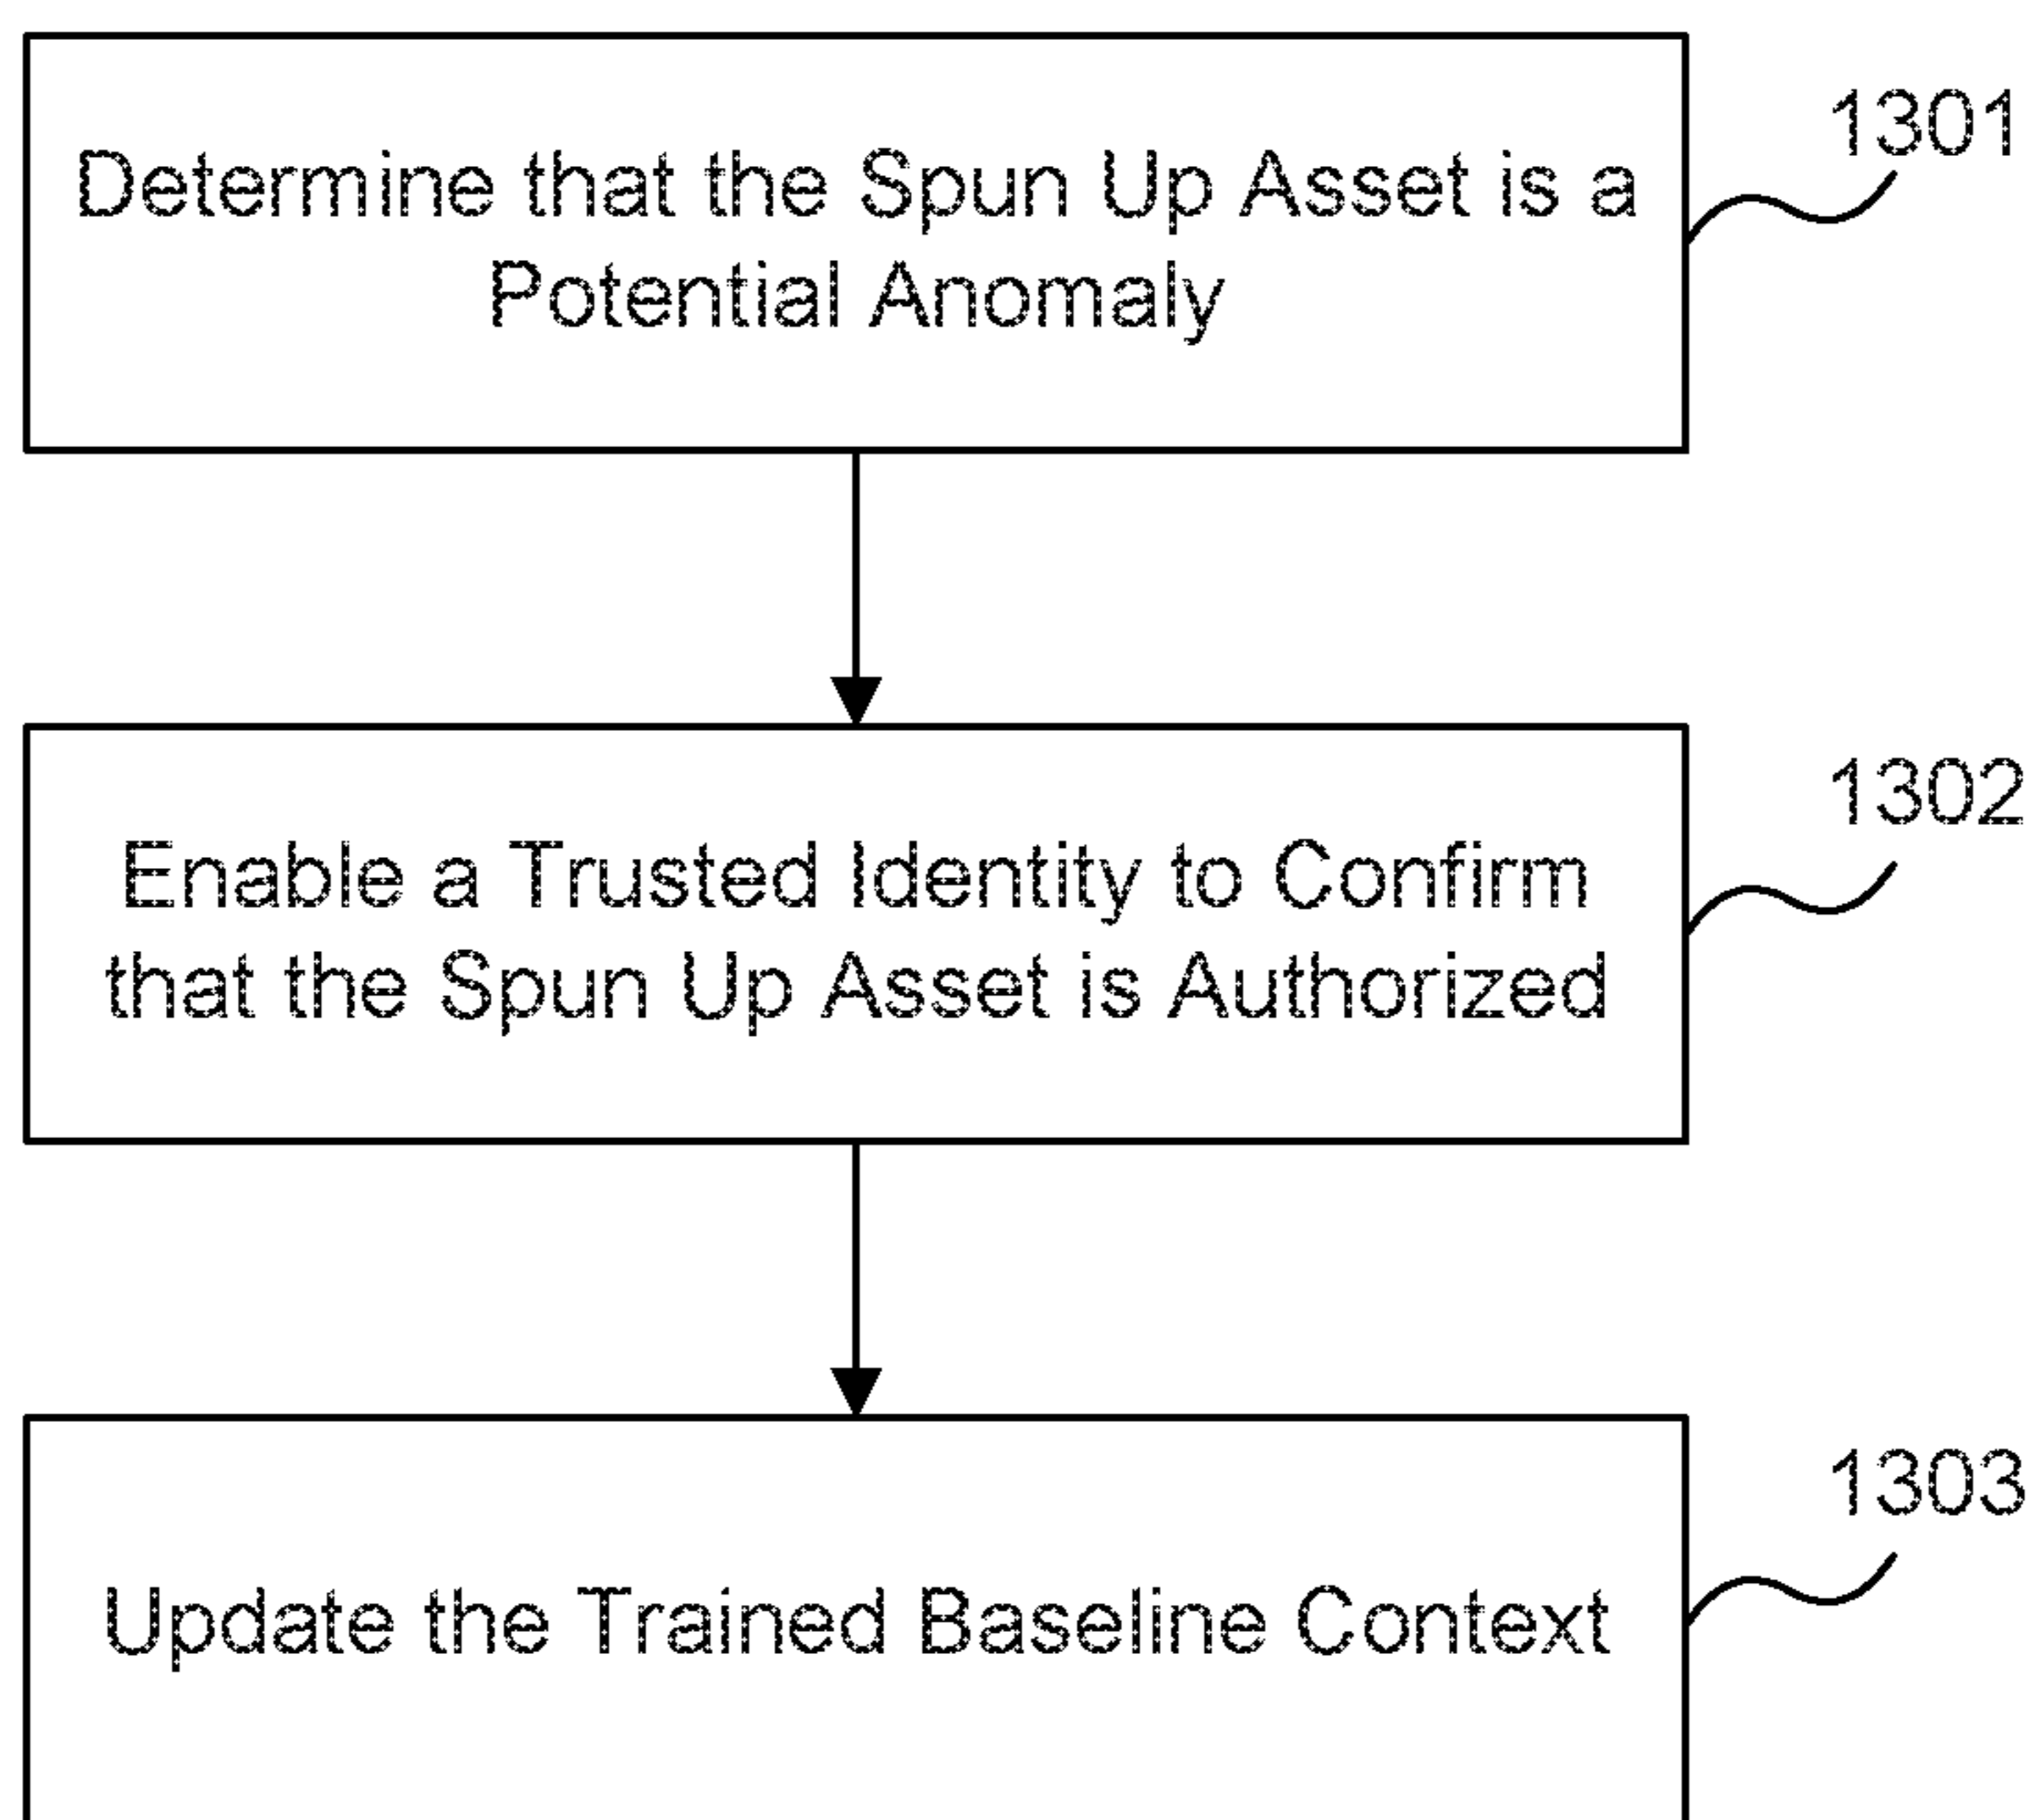 Determine that the Spun Up Asset is a
Potential Anomaly
1301
Enable a Trusted Identity to Confirm
that the Spun Up Asset is Authorized
1302
Update the Trained Baseline Context
1303